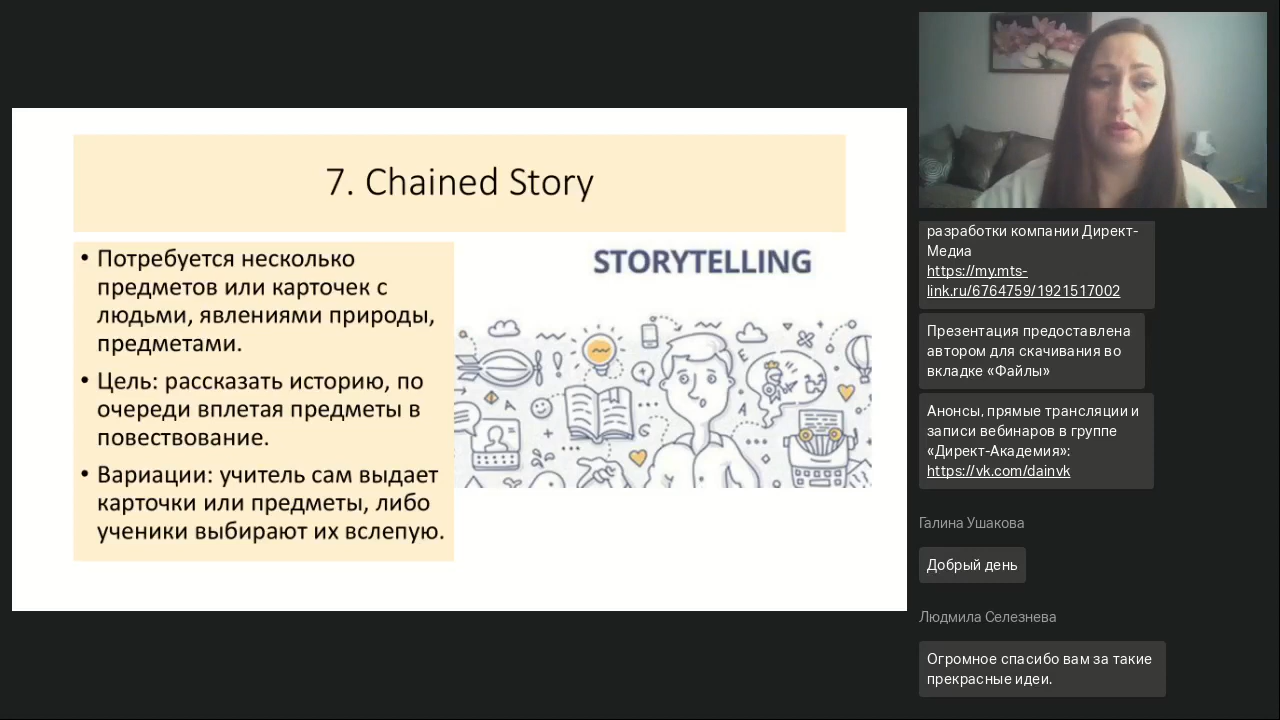 7. Chained Story
• Потребуется несколько
предметов или карточек с
людьми, явлениями природы,
предметами.
• Цель: рассказать историю, по
очереди вплетая предметы в
повествование.
• Вариации: учитель сам выдает
карточки или предметы, либо
ученики выбирают их вслепую.
STORYTELLING
разработки компании Директ-
Медиа
https://my.mts-
link.ru/6764759/1921517002
Презентация предоставлена
автором для скачивания во
вкладке «Файлы»
Анонсы, прямые трансляции и
записи вебинаров в группе
«Директ-Академия»:
https://vk.com/dainvk
Галина Ушакова
Добрый день
Людмила Селезнева
Огромное спасибо вам за такие
прекрасные идеи.